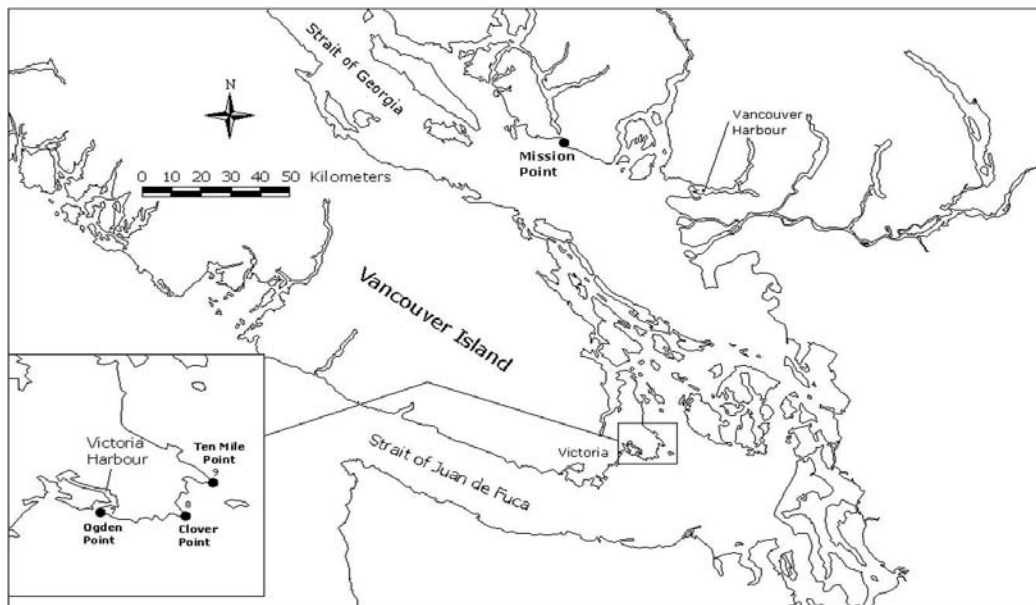 Strait of Georgia
N
0 10 20 30 40 50 Kilometers
Mission
Point
Vancouver
Harbour
Vancouver Island
Victoria
Strait of Juan de Fuca
Victoria
Harbour
Ten Mile
Point
9
8
Ogden
Point
Clover
Point